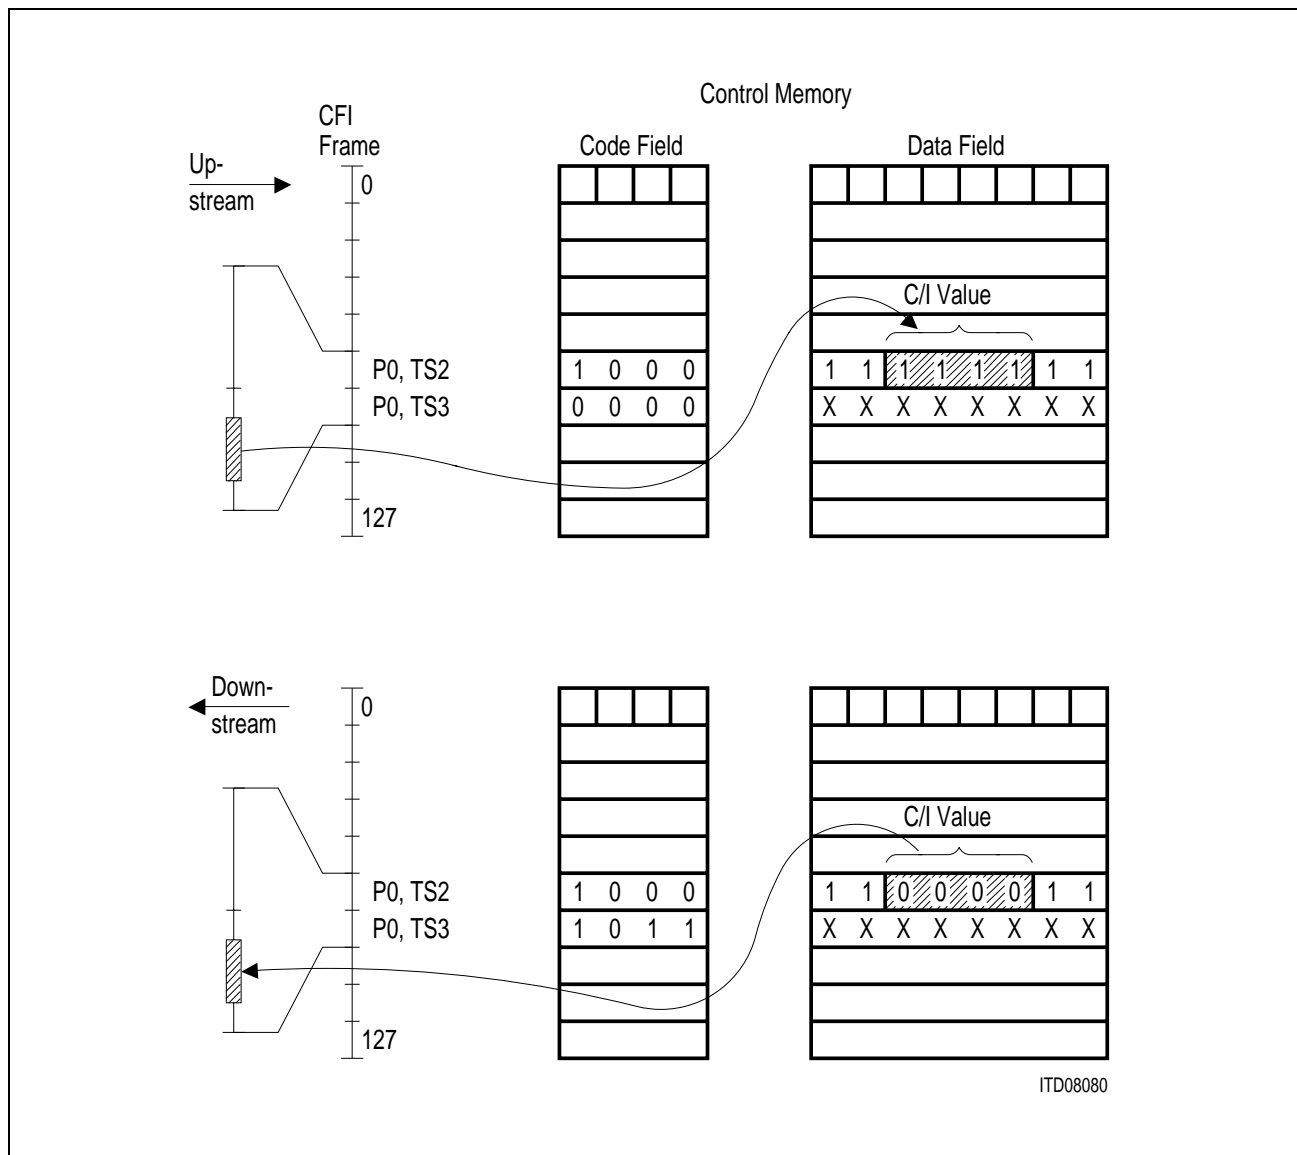 Control Memory
CFI
Frame
Code Field
Data Field
Up-
stream
0
C/I Value
P0, TS2 1 0 0 0 1 1 1 1 1 1 1 1
P0, TS3 0 0 0 0 X X X X X X X X
127
Down-
stream
0
C/I Value
P0, TS2 1 0 0 0 1 1 0 0 0 0 1 1
P0, TS3 1 0 1 1 X X X X X X X X
127
ITD08080